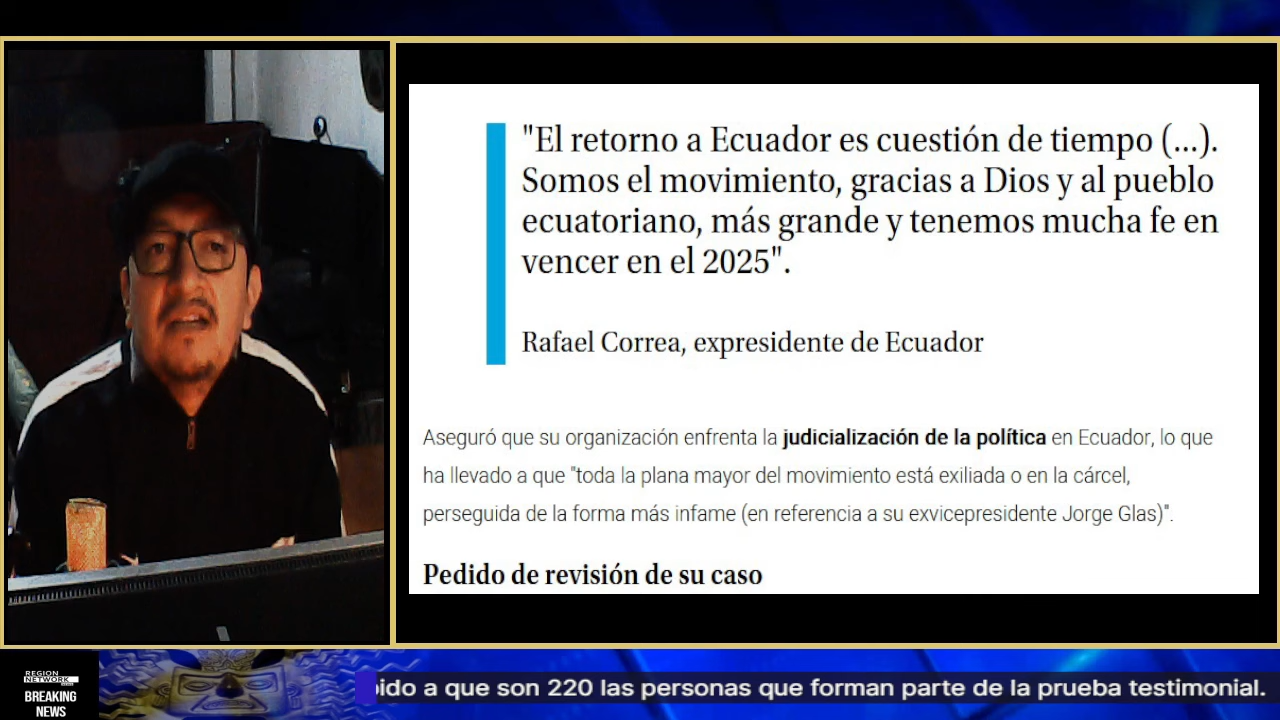 "El retorno a Ecuador es cuestión de tiempo (...).
Somos el movimiento, gracias a Dios y al pueblo
ecuatoriano, más grande y tenemos mucha fe en
vencer en el 2025".
Rafael Correa, expresidente de Ecuador
Aseguró que su organización enfrenta la judicialización de la política en Ecuador, lo que
ha llevado a que "toda la plana mayor del movimiento está exiliada o en la cárcel,
perseguida de la forma más infame (en referencia a su exvicepresidente Jorge Glas)".
Pedido de revisión de su caso
REGION
NETWORK
BREAKING
NEWS
bido a que son 220 las personas que forman parte de la prueba testimonial.